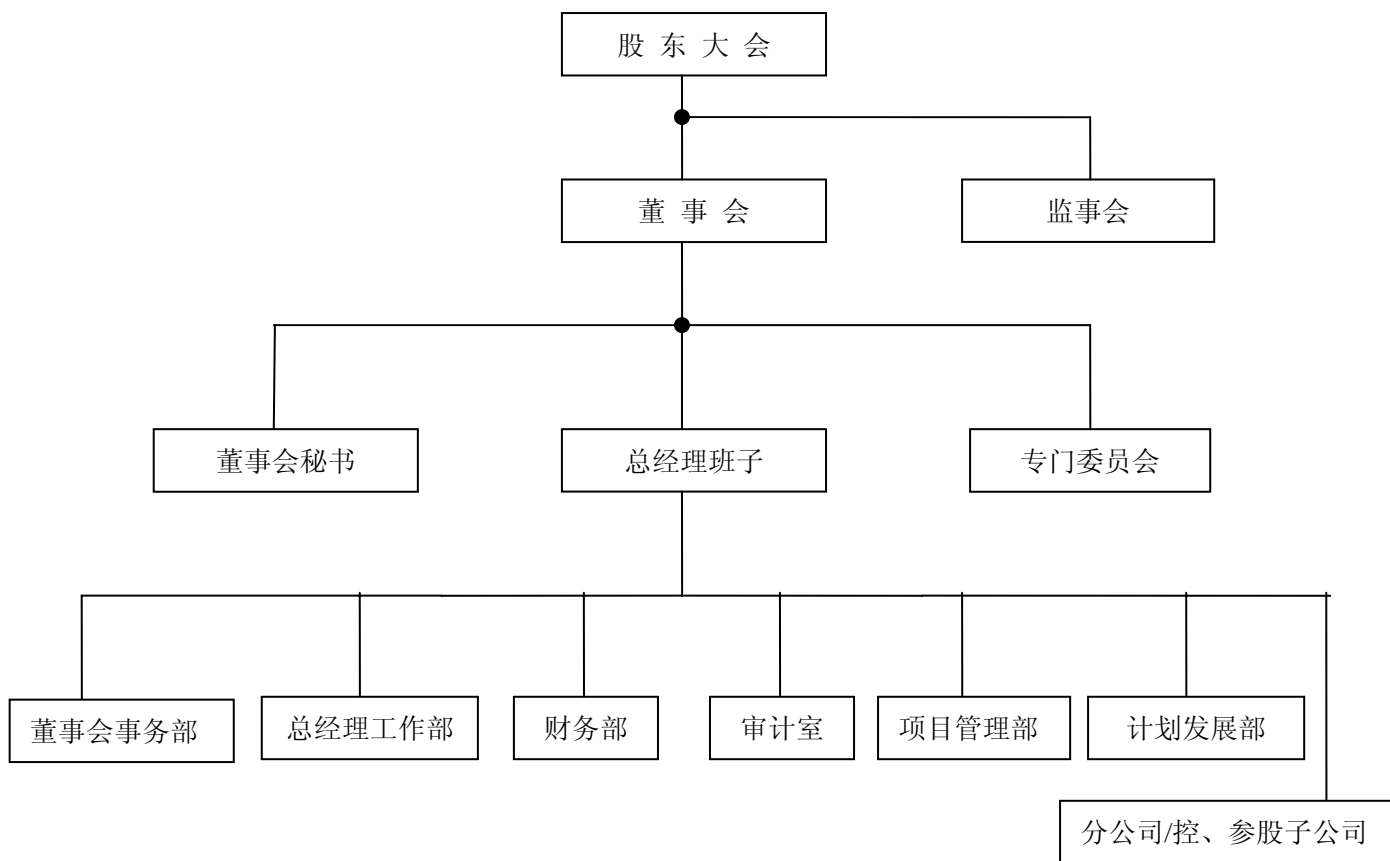 股 东 大 会
董 事 会
监事会
董事会秘书
总经理班子
专门委员会
董事会事务部
总经理工作部
财务部
审计室
项目管理部
计划发展部
分公司/控、参股子公司